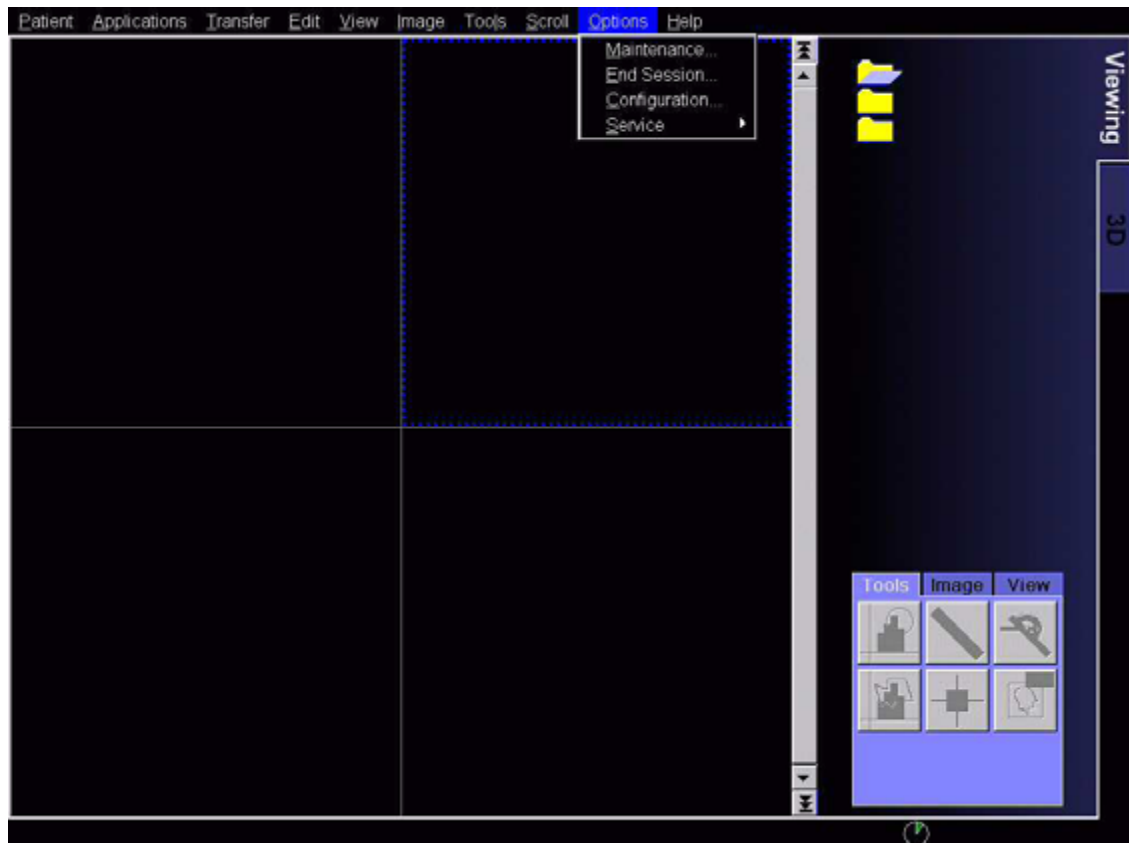 Patient Applications Transfer Edit View Image Tools Scroll Options Help
Maintenance...
End Session...
Configuration...
Service
Viewing
3D
Tools Image View